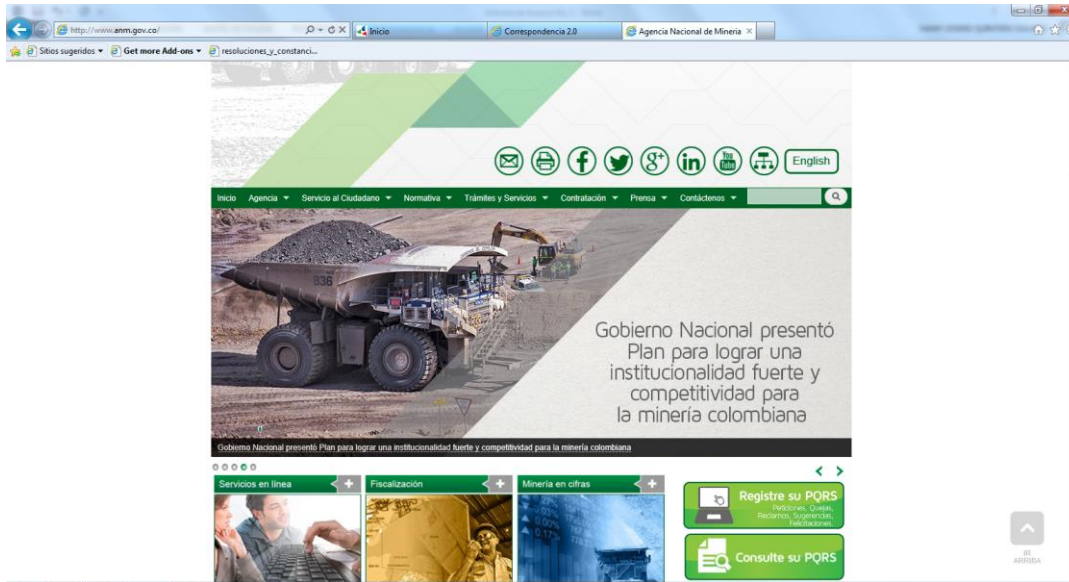 http://www.anm.gov.co/
Inicio
Correspondencia 2.0
Agencia Nacional de Mineria
Sitios sugeridos
Get more Add-ons
resoluciones_y_constanci...
You
Tube
English
Inicio Agencia Servicio al Ciudadano Normativa Trámites y Servicios Contratación Prensa Contáctenos
836
Gobierno Nacional presentó
Plan para lograr una
institucionalidad fuerte y
competitividad para
la minería colombiana
Gobierno Nacional presentó Plan para lograr una institucionalidad fuerte y competitividad para la minería colombiana
Servicios en línea
Fiscalización
Minería en cifras
Registre su PQRS
Peticiones, Quejas,
Reclamos, Sugerencias,
Felicitaciones.
Consulte su PQRS
IR
ARRIBA